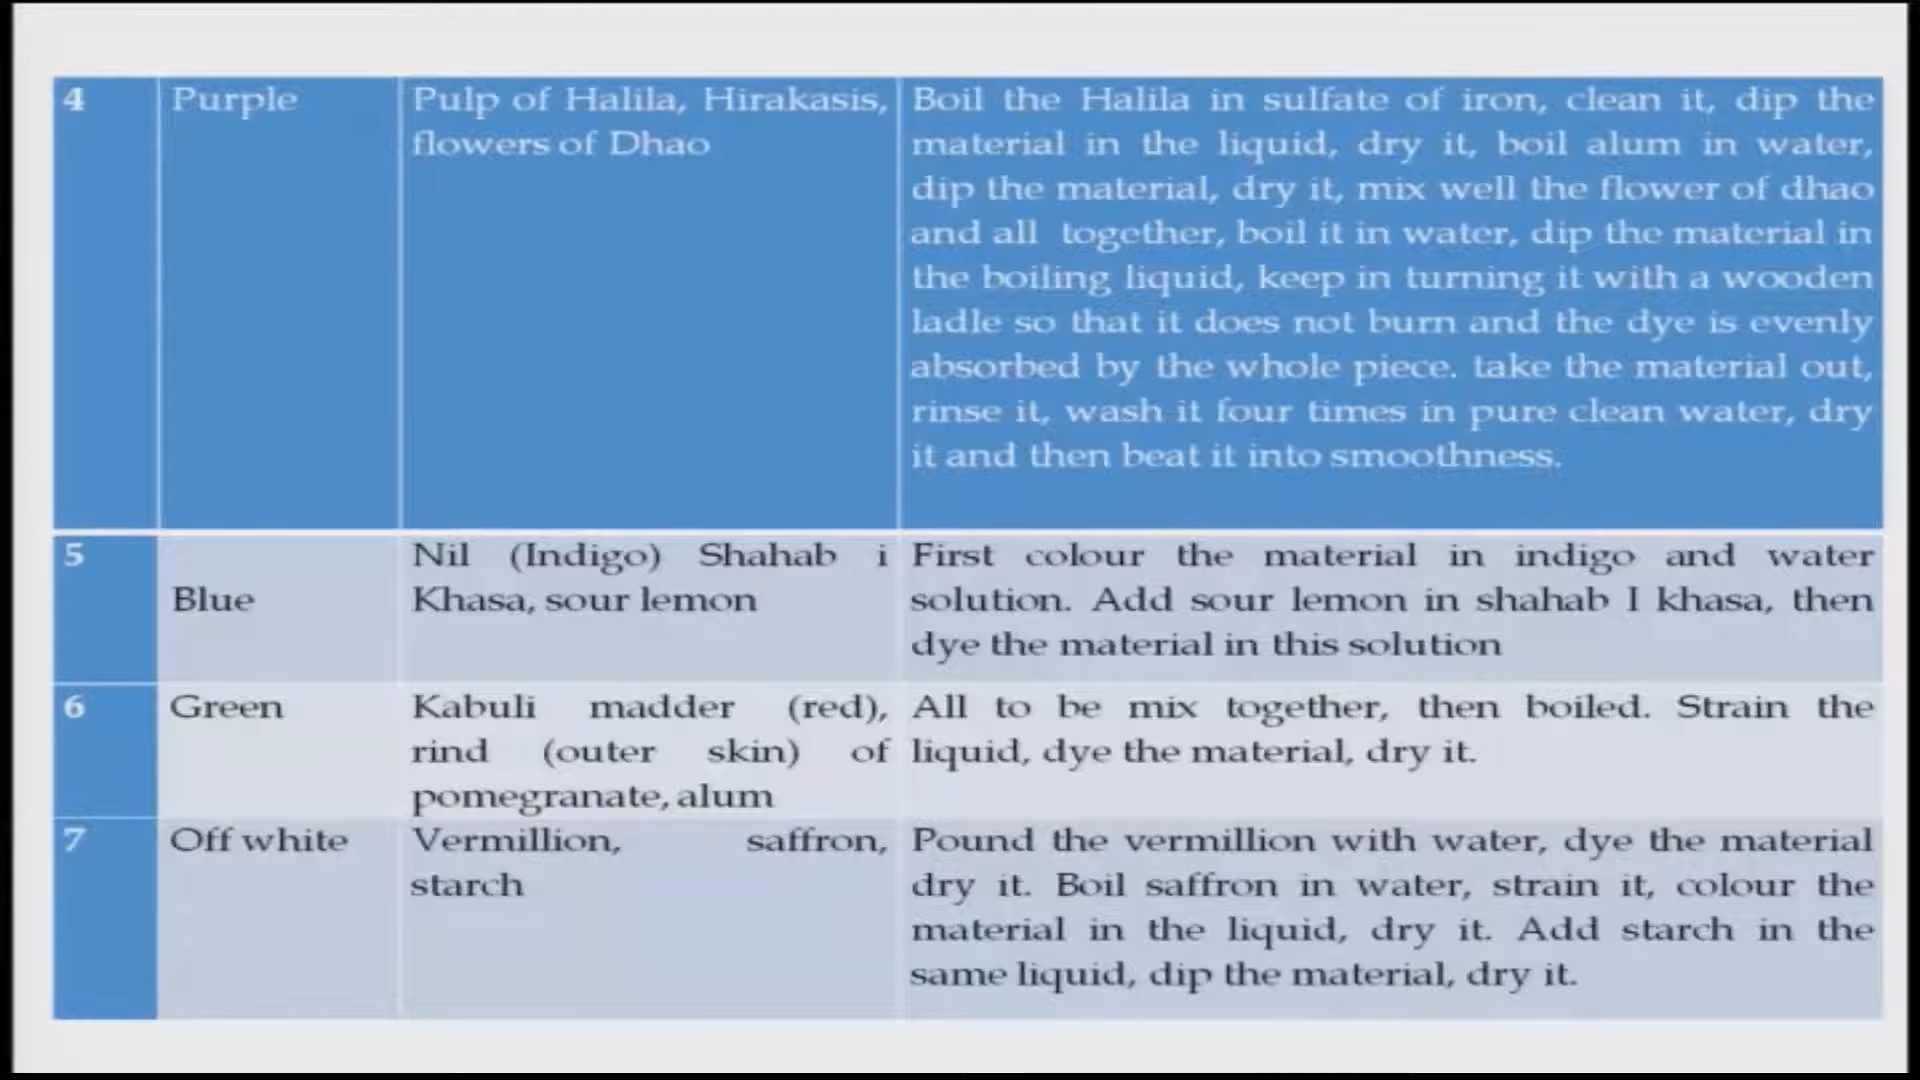 4
Purple
Pulp of Halila, Hirakasis,
flowers of Dhao
Boil the Halila in sulfate of iron, clean it, dip the
material in the liquid, dry it, boil alum in water,
dip the material, dry it, mix well the flower of dhao
and all together, boil it in water, dip the material in
the boiling liquid, keep in turning it with a wooden
ladle so that it does not burn and the dye is evenly
absorbed by the whole piece. take the material out,
rinse it, wash it four times in pure clean water, dry
it and then beat it into smoothness.
5
Blue
Nil (Indigo) Shahab i
Khasa, sour lemon
First colour the material in indigo and water
solution. Add sour lemon in shahab I khasa, then
dye the material in this solution
6
Green
Kabuli madder (red),
rind (outer skin) of
pomegranate, alum
All to be mix together, then boiled. Strain the
liquid, dye the material, dry it.
7
Off white
Vermillion, saffron,
starch
Pound the vermillion with water, dye the material
dry it. Boil saffron in water, strain it, colour the
material in the liquid, dry it. Add starch in the
same liquid, dip the material, dry it.